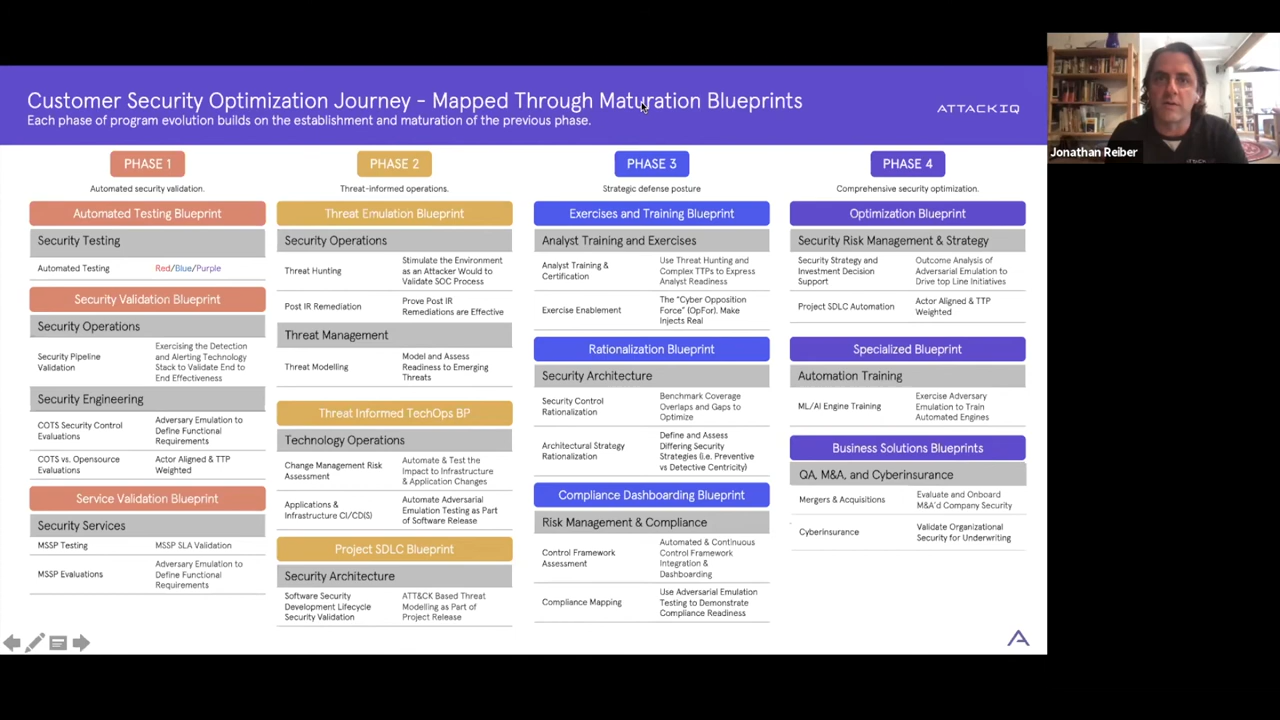 Customer Security Optimization Journey - Mapped Through Maturation Blueprints
Each phase of program evolution builds on the establishment and maturation of the previous phase.
ATTACKIQ
Jonathan Reiber
PHASE 1
Automated security validation.
Automated Testing Blueprint
Security Testing
Automated Testing
Red/Blue/Purple
Security Validation Blueprint
Security Operations
Security Pipeline
Validation
Exercising the Detection
and Alerting Technology
Stack to Validate End to
End Effectiveness
Security Engineering
COTS Security Control
Evaluations
Adversary Emulation to
Define Functional
Requirements
COTS vs. Opensource
Evaluations
Actor Aligned & TTP
Weighted
Service Validation Blueprint
Security Services
MSSP Testing
MSSP SLA Validation
MSSP Evaluations
Adversary Emulation to
Define Functional
Requirements
PHASE 2
Threat-informed operations.
Threat Emulation Blueprint
Security Operations
Threat Hunting
Stimulate the Environment
as an Attacker Would to
Validate SOC Process
Post IR Remediation
Prove Post IR
Remediations are Effective
Threat Management
Threat Modelling
Model and Assess
Readiness to Emerging
Threats
Threat Informed TechOps BP
Technology Operations
Change Management Risk
Assessment
Automate & Test the
Impact to Infrastructure
& Application Changes
Applications &
Infrastructure CI/CD(S)
Automate Adversarial
Emulation Testing as Part
of Software Release
Project SDLC Blueprint
Security Architecture
Software Security
Development Lifecycle
Security Validation
ATT&CK Based Threat
Modelling as Part of
Project Release
PHASE 3
Strategic defense posture
Exercises and Training Blueprint
Analyst Training and Exercises
Analyst Training &
Certification
Use Threat Hunting and
Complex TTPs to Express
Analyst Readiness
Exercise Enablement
The "Cyber Opposition
Force" (OpFor). Make
Injects Real
Rationalization Blueprint
Security Architecture
Security Control
Rationalization
Benchmark Coverage
Overlaps and Gaps to
Optimize
Architectural Strategy
Rationalization
Define and Assess
Differing Security
Strategies (i.e. Preventive
vs Detective Centricity)
Compliance Dashboarding Blueprint
Risk Management & Compliance
Control Framework
Assessment
Automated & Continuous
Control Framework
Integration &
Dashboarding
Compliance Mapping
Use Adversarial Emulation
Testing to Demonstrate
Compliance Readiness
PHASE 4
Comprehensive security optimization.
Optimization Blueprint
Security Risk Management & Strategy
Security Strategy and
Investment Decision
Support
Outcome Analysis of
Adversarial Emulation to
Drive top Line Initiatives
Project SDLC Automation
Actor Aligned & TTP
Weighted
Specialized Blueprint
Automation Training
ML/AI Engine Training
Exercise Adversary
Emulation to Train
Automated Engines
Business Solutions Blueprints
QA, M&A, and Cyberinsurance
Mergers & Acquisitions
Evaluate and Onboard
M&A'd Company Security
Cyberinsurance
Validate Organizational
Security for Underwriting